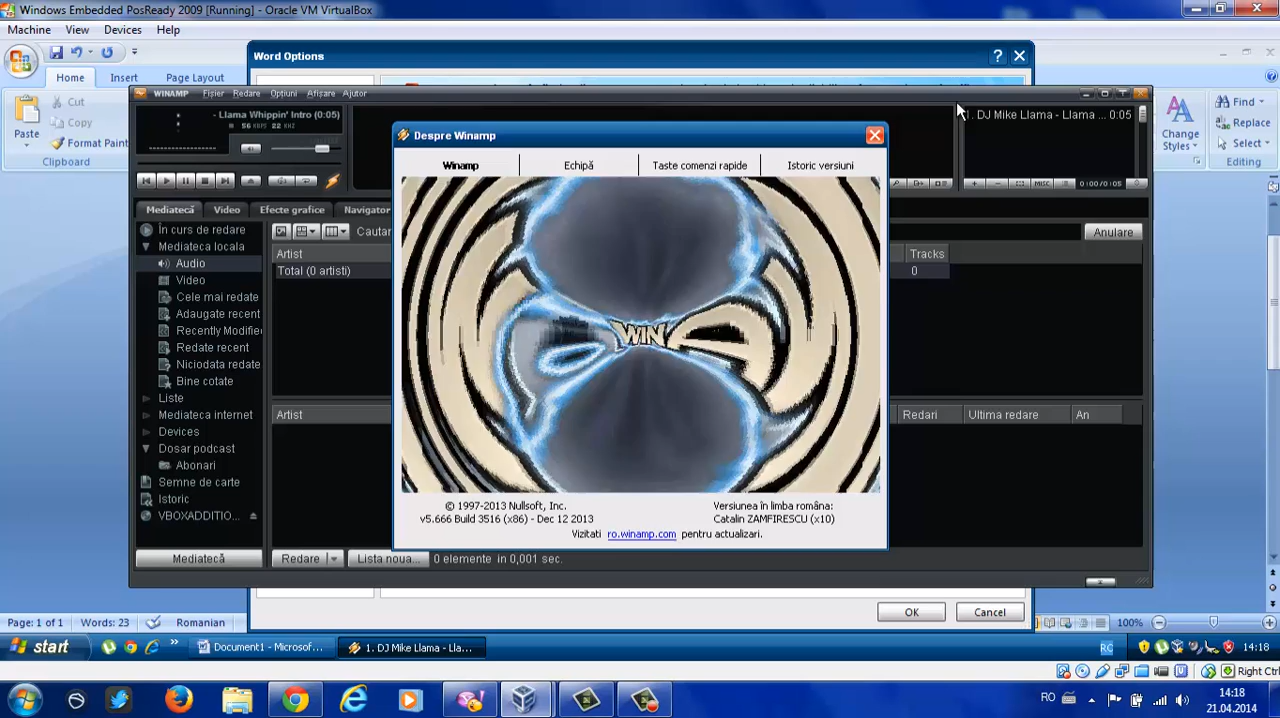 Windows Embedded PosReady 2009 [Running] - Oracle VM VirtualBox
Machine View Devices Help
Home Insert Page Layout
Word Options
Cut
Copy
Format Paint
Paste
Clipboard
WINAMP Fișier Redare Opțiuni Afișare Ajutor
- Llama Whippin' Intro (0:05)
56 KBPS 22 KHZ
1. DJ Mike Llama - Llama ... 0:05
MISC 0:00/0:05
Change Styles
Find
Replace
Select
Editing
Despre Winamp
Winamp Echipă Taste comenzi rapide Istoric versiuni
WIN
© 1997-2013 Nullsoft, Inc.
v5.666 Build 3516 (x86) - Dec 12 2013
Versiunea în limba româna:
Catalin ZAMFIRESCU (x10)
Vizitati ro.winamp.com pentru actualizari.
Mediatecă Video Efecte grafice Navigator
În curs de redare
Mediateca locala
Audio
Video
Cele mai redate
Adaugate recent
Recently Modifie
Redate recent
Niciodata redate
Bine cotate
Liste
Mediateca internet
Devices
Dosar podcast
Abonari
Semne de carte
Istoric
VBOXADDITIO...
Mediatecă
Cautar
Anulare
Artist Tracks
Total (0 artisti) 0
Artist Redari Ultima redare An
Redare Lista noua... 0 elemente in 0,001 sec.
OK Cancel
Page: 1 of 1 Words: 23 Romanian 100%
start Document1 - Microsof... 1. DJ Mike Llama - Lla... RC 14:18
Right Ctrl
RO 14:18
21.04.2014